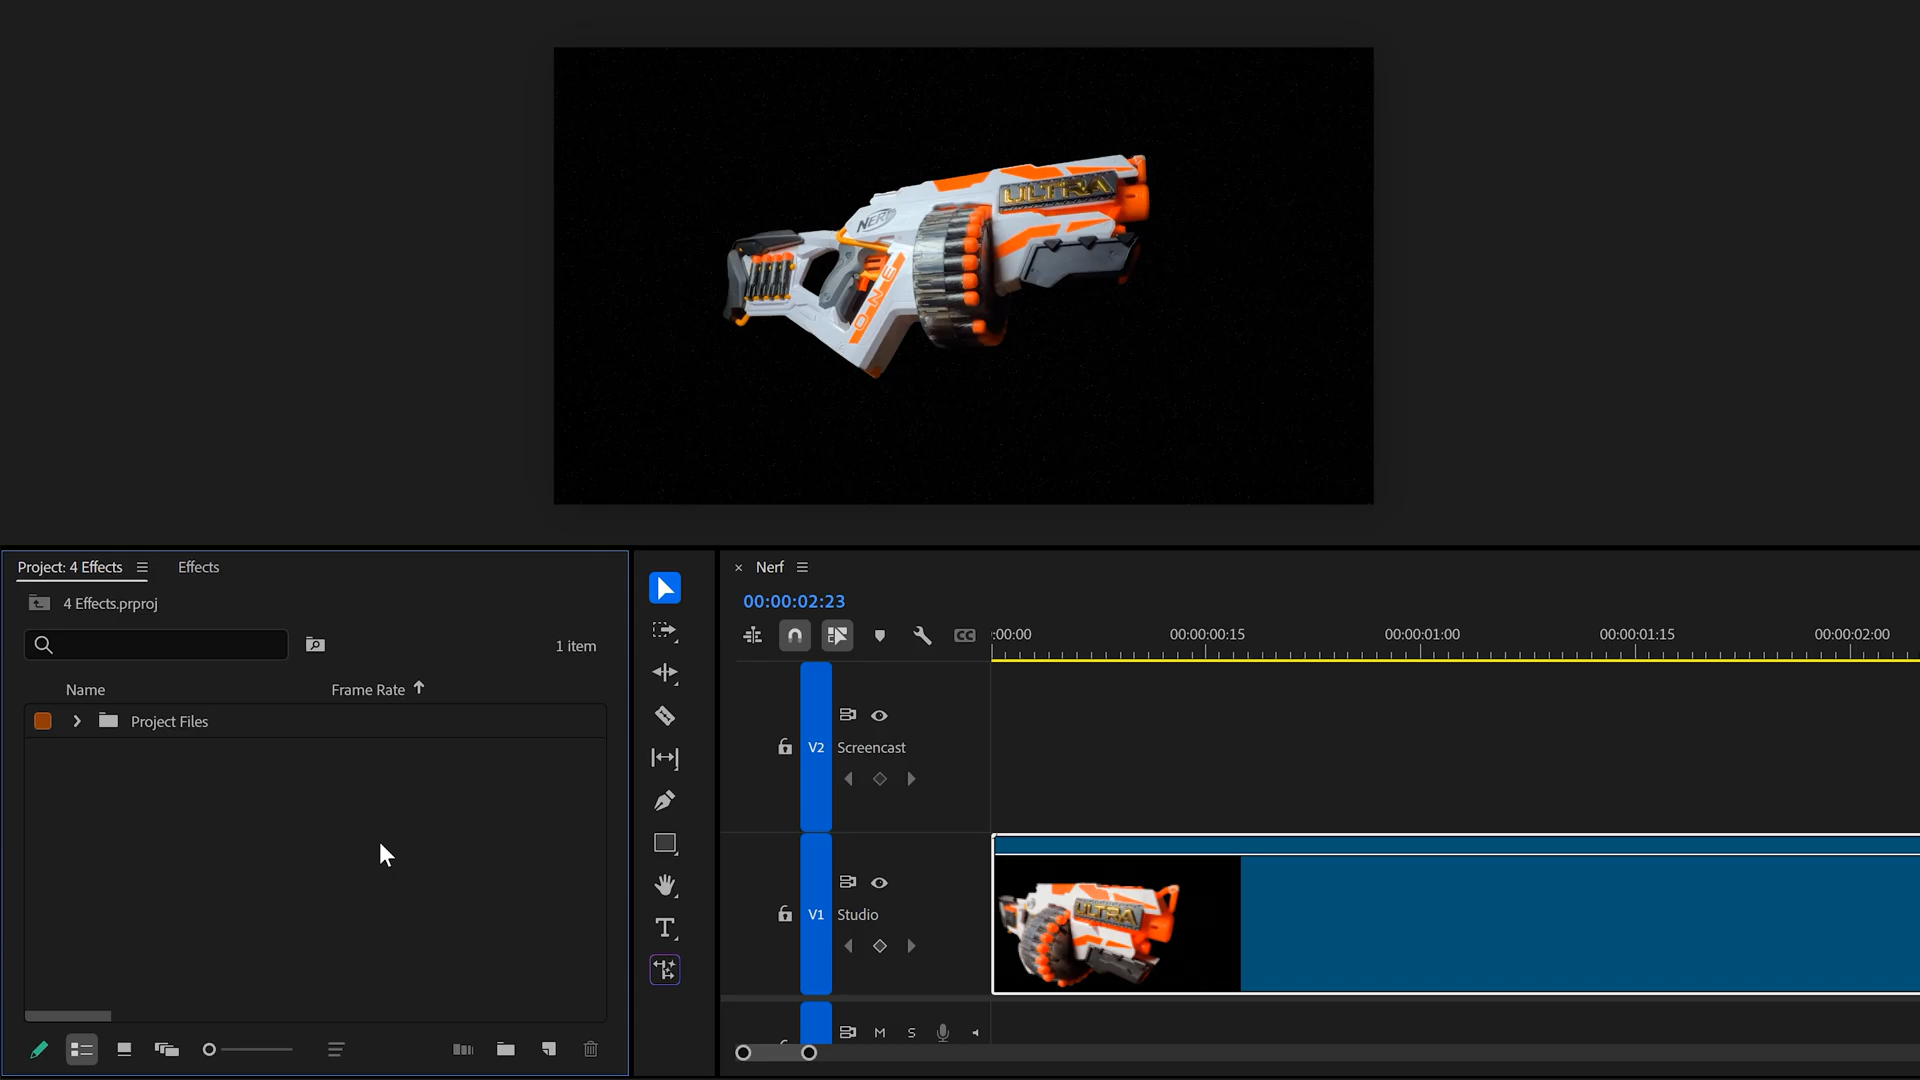 NERF
ULTRA
ONE
Project: 4 Effects
Effects
4 Effects.prproj
1 item
Name
Frame Rate
Project Files
Nerf
00:00:02:23
CC
:00:00
00:00:00:15
00:00:01:00
00:00:01:15
00:00:02:00
V2
Screencast
V1
Studio
ULTRA
M
S